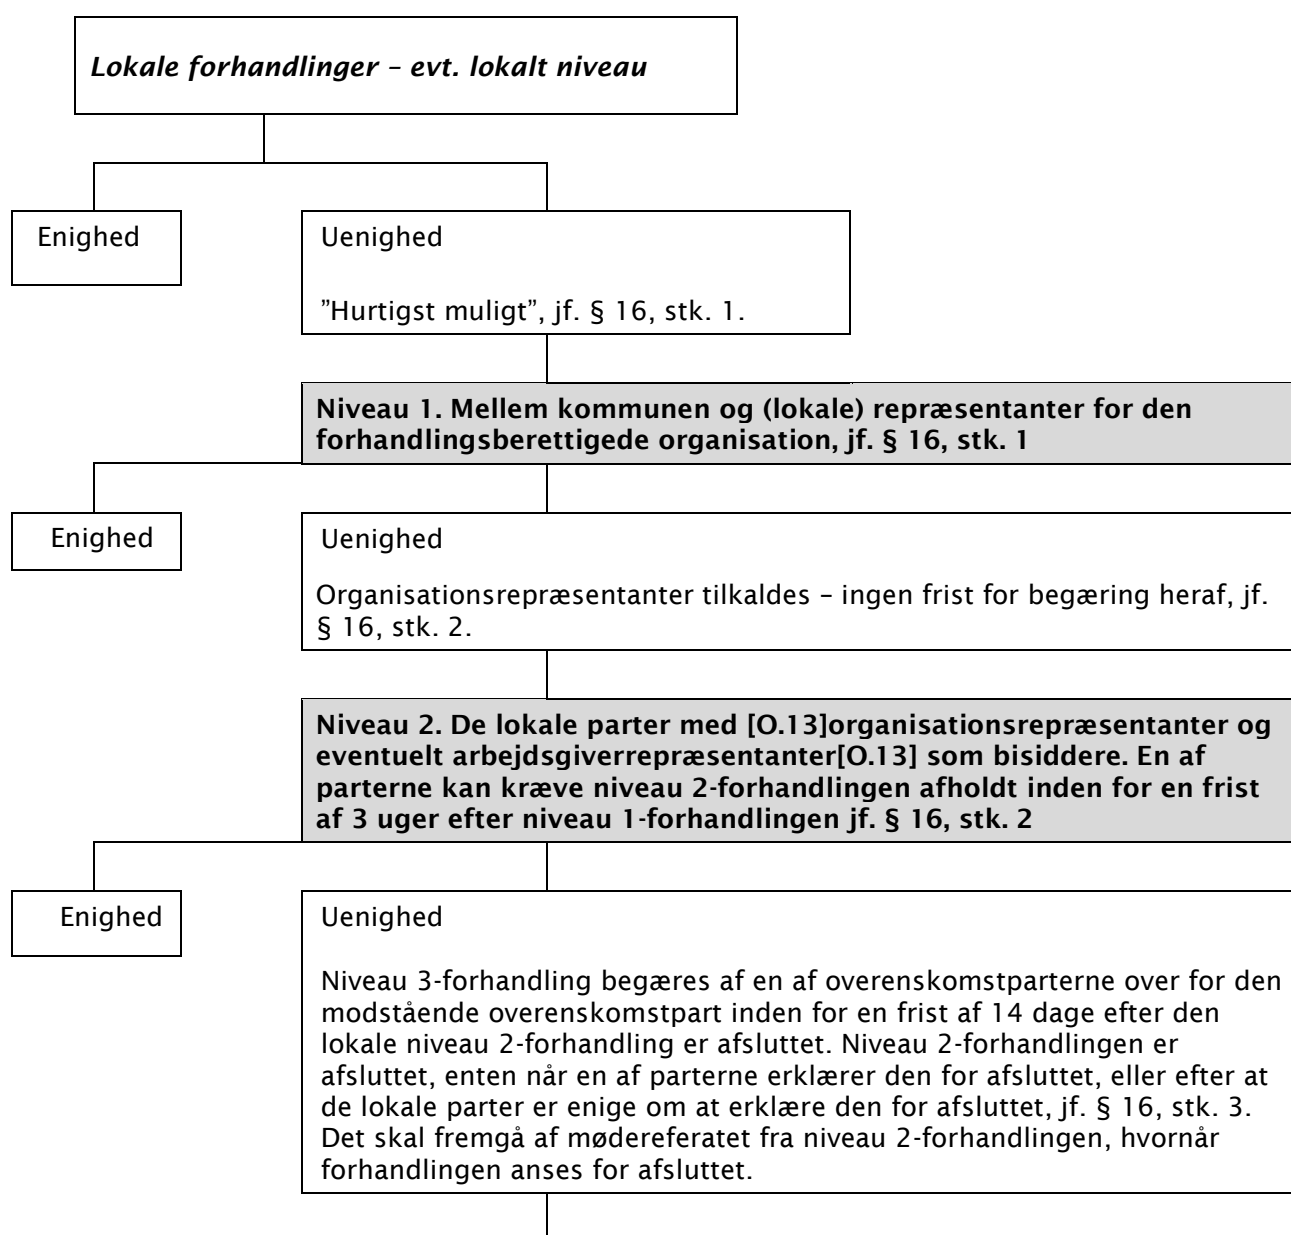 Lokale forhandlinger – evt. lokalt niveau
Enighed
Uenighed
”Hurtigst muligt”, jf. § 16, stk. 1.
Niveau 1. Mellem kommunen og (lokale) repræsentanter for den
forhandlingsberettigede organisation, jf. § 16, stk. 1
Enighed
Uenighed
Organisationsrepræsentanter tilkaldes – ingen frist for begæring heraf, jf.
§ 16, stk. 2.
Niveau 2. De lokale parter med [O.13]organisationsrepræsentanter og
eventuelt arbejdsgiverrepræsentanter[O.13] som bisiddere. En af
parterne kan kræve niveau 2-forhandlingen afholdt inden for en frist
af 3 uger efter niveau 1-forhandlingen jf. § 16, stk. 2
Enighed
Uenighed
Niveau 3-forhandling begæres af en af overenskomstparterne over for den
modstående overenskomstpart inden for en frist af 14 dage efter den
lokale niveau 2-forhandling er afsluttet. Niveau 2-forhandlingen er
afsluttet, enten når en af parterne erklærer den for afsluttet, eller efter at
de lokale parter er enige om at erklære den for afsluttet, jf. § 16, stk. 3.
Det skal fremgå af mødereferatet fra niveau 2-forhandlingen, hvornår
forhandlingen anses for afsluttet.